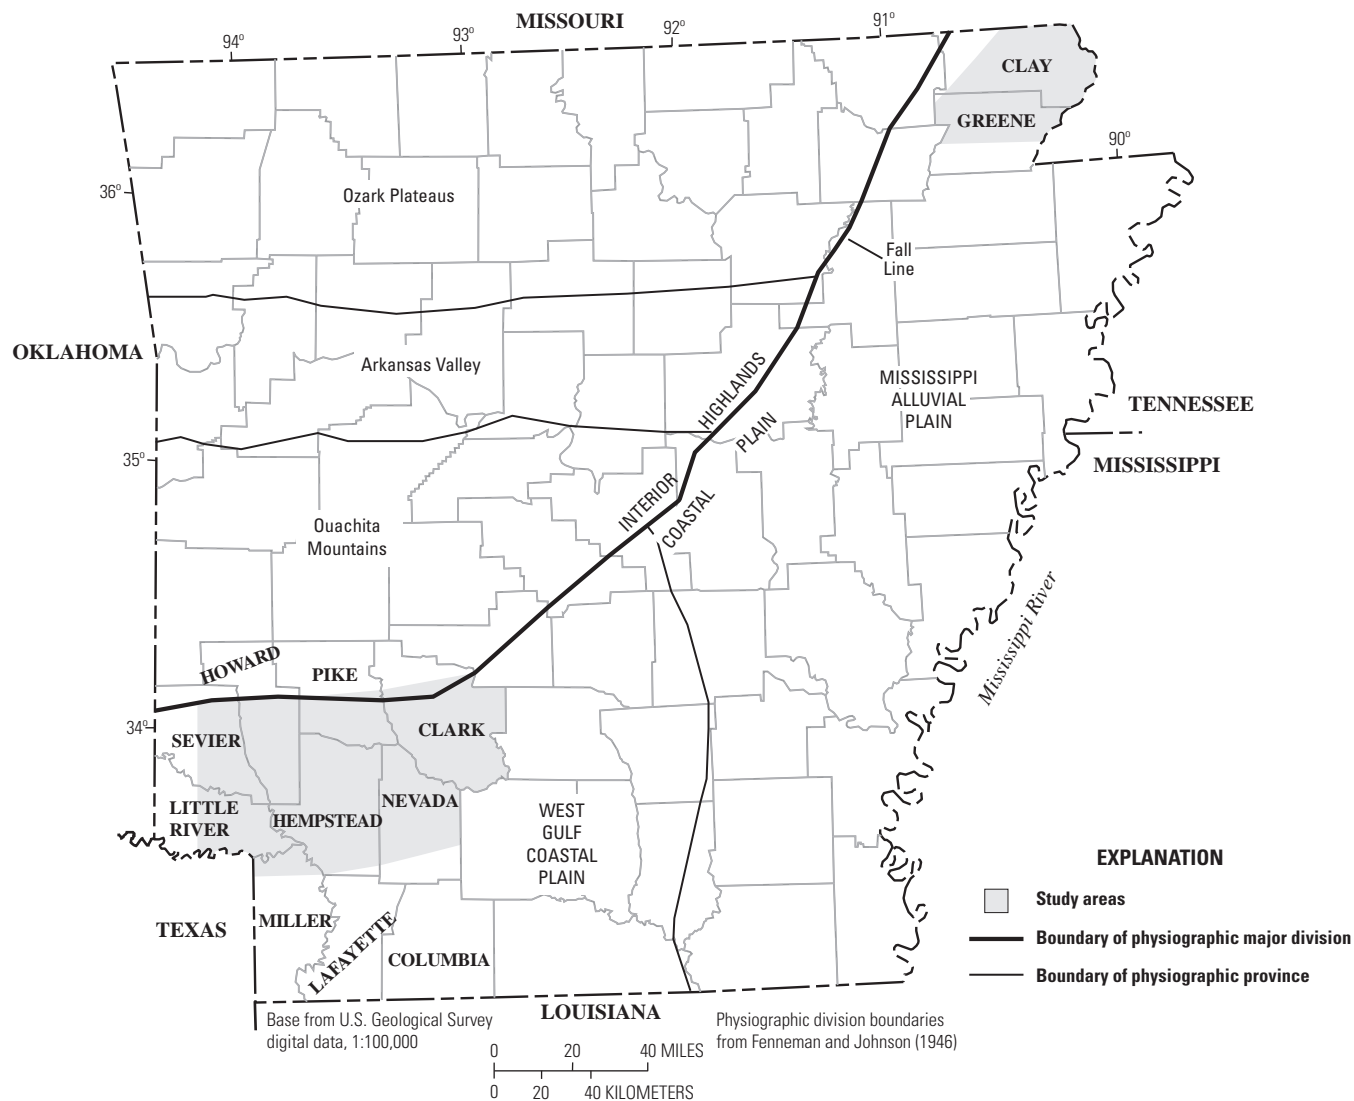 MISSOURI
94°
93°
92°
91°
CLAY
GREENE
90°
36°
Ozark Plateaus
Fall
Line
OKLAHOMA
Arkansas Valley
HIGHLANDS
PLAIN
MISSISSIPPI
ALLUVIAL
PLAIN
TENNESSEE
MISSISSIPPI
35°
INTERIOR
COASTAL
Ouachita
Mountains
Mississippi River
HOWARD
PIKE
34°
SEVIER
CLARK
LITTLE
RIVER
HEMPSTEAD
NEVADA
WEST
GULF
COASTAL
PLAIN
TEXAS
MILLER
LAFAYETTE
COLUMBIA
LOUISIANA
EXPLANATION
Study areas
Boundary of physiographic major division
Boundary of physiographic province
Base from U.S. Geological Survey
digital data, 1:100,000
Physiographic division boundaries
from Fenneman and Johnson (1946)
0 20 40 MILES
0 20 40 KILOMETERS